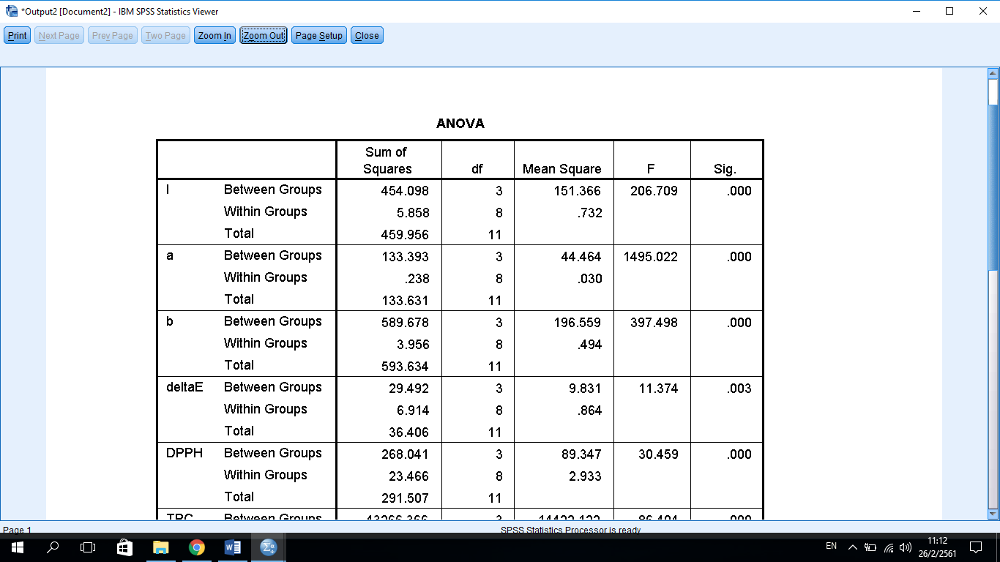 *Output2 [Document2] - IBM SPSS Statistics Viewer
Print Next Page Prev Page Two Page Zoom In Zoom Out Page Setup Close
ANOVA
Sum of Squares df Mean Square F Sig.
l Between Groups 454.098 3 151.366 206.709 .000
Within Groups 5.858 8 .732
Total 459.956 11
a Between Groups 133.393 3 44.464 1495.022 .000
Within Groups .238 8 .030
Total 133.631 11
b Between Groups 589.678 3 196.559 397.498 .000
Within Groups 3.956 8 .494
Total 593.634 11
deltaE Between Groups 29.492 3 9.831 11.374 .003
Within Groups 6.914 8 .864
Total 36.406 11
DPPH Between Groups 268.041 3 89.347 30.459 .000
Within Groups 23.466 8 2.933
Total 291.507 11
Between Groups 3 .000
Page 1 SPSS Statistics Processor is ready
EN 11:12
26/2/2561